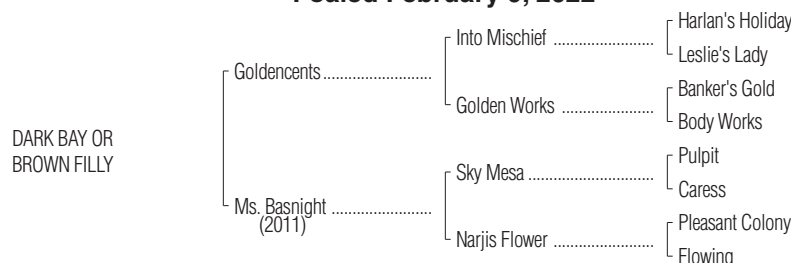 Foaled February 6, 2022
Harlan's Holiday
Into Mischief ..........................
Leslie's Lady
Goldencents ..........................
Banker's Gold
Golden Works .......................
Body Works
DARK BAY OR
BROWN FILLY
Pulpit
Sky Mesa ...............................
Caress
Ms. Basnight ........................
(2011)
Pleasant Colony
Narjis Flower .........................
Flowing